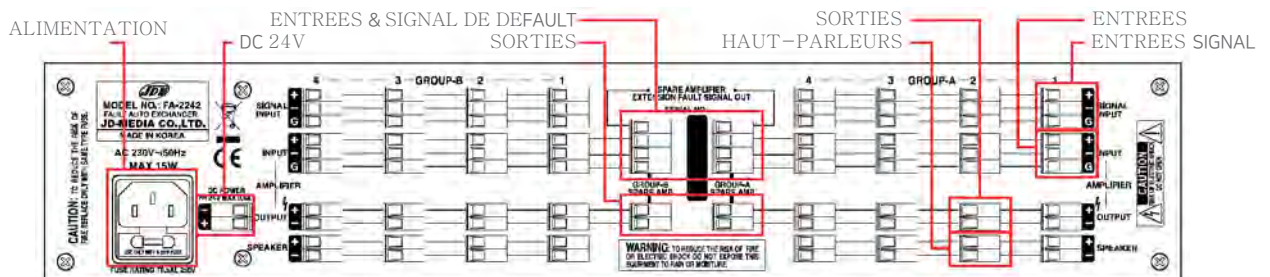 ALIMENTATION
DC 24V
ENTREES & SIGNAL DE DEFAULT
SORTIES
SORTIES
HAUT-PARLEURS
ENTREES
ENTREES SIGNAL
4 3 GROUP-B 2 1
4 3 GROUP-A 2 1
JDM
MODEL NO.: FA-2242
FAULT AUTO EXCHANGER
JD-MEDIA CO.,LTD.
MADE IN KOREA
AC 230V~/50Hz
MAX 15W
CE
SIGNAL INPUT
+
-
G
INPUT
+
-
G
AMPLIFIER
OUTPUT
SPEAKER
DC POWER
SPARE AMPLIFIER
EXTENSION FAULT SIGNAL OUT
GROUP-B
SPARE AMP.
GROUP-A
SPARE AMP.
WARNING: TO REDUCE THE RISK OF FIRE
OR ELECTRIC SHOCK DO NOT EXPOSE THIS
EQUIPMENT TO RAIN OR MOISTURE.
+
-
G
SIGNAL INPUT
+
-
G
INPUT
AMPLIFIER
OUTPUT
SPEAKER
CAUTION: TO REDUCE THE RISK OF
FIRE REPLACE ONLY WITH SAME TYPE FUSE.
CAUTION